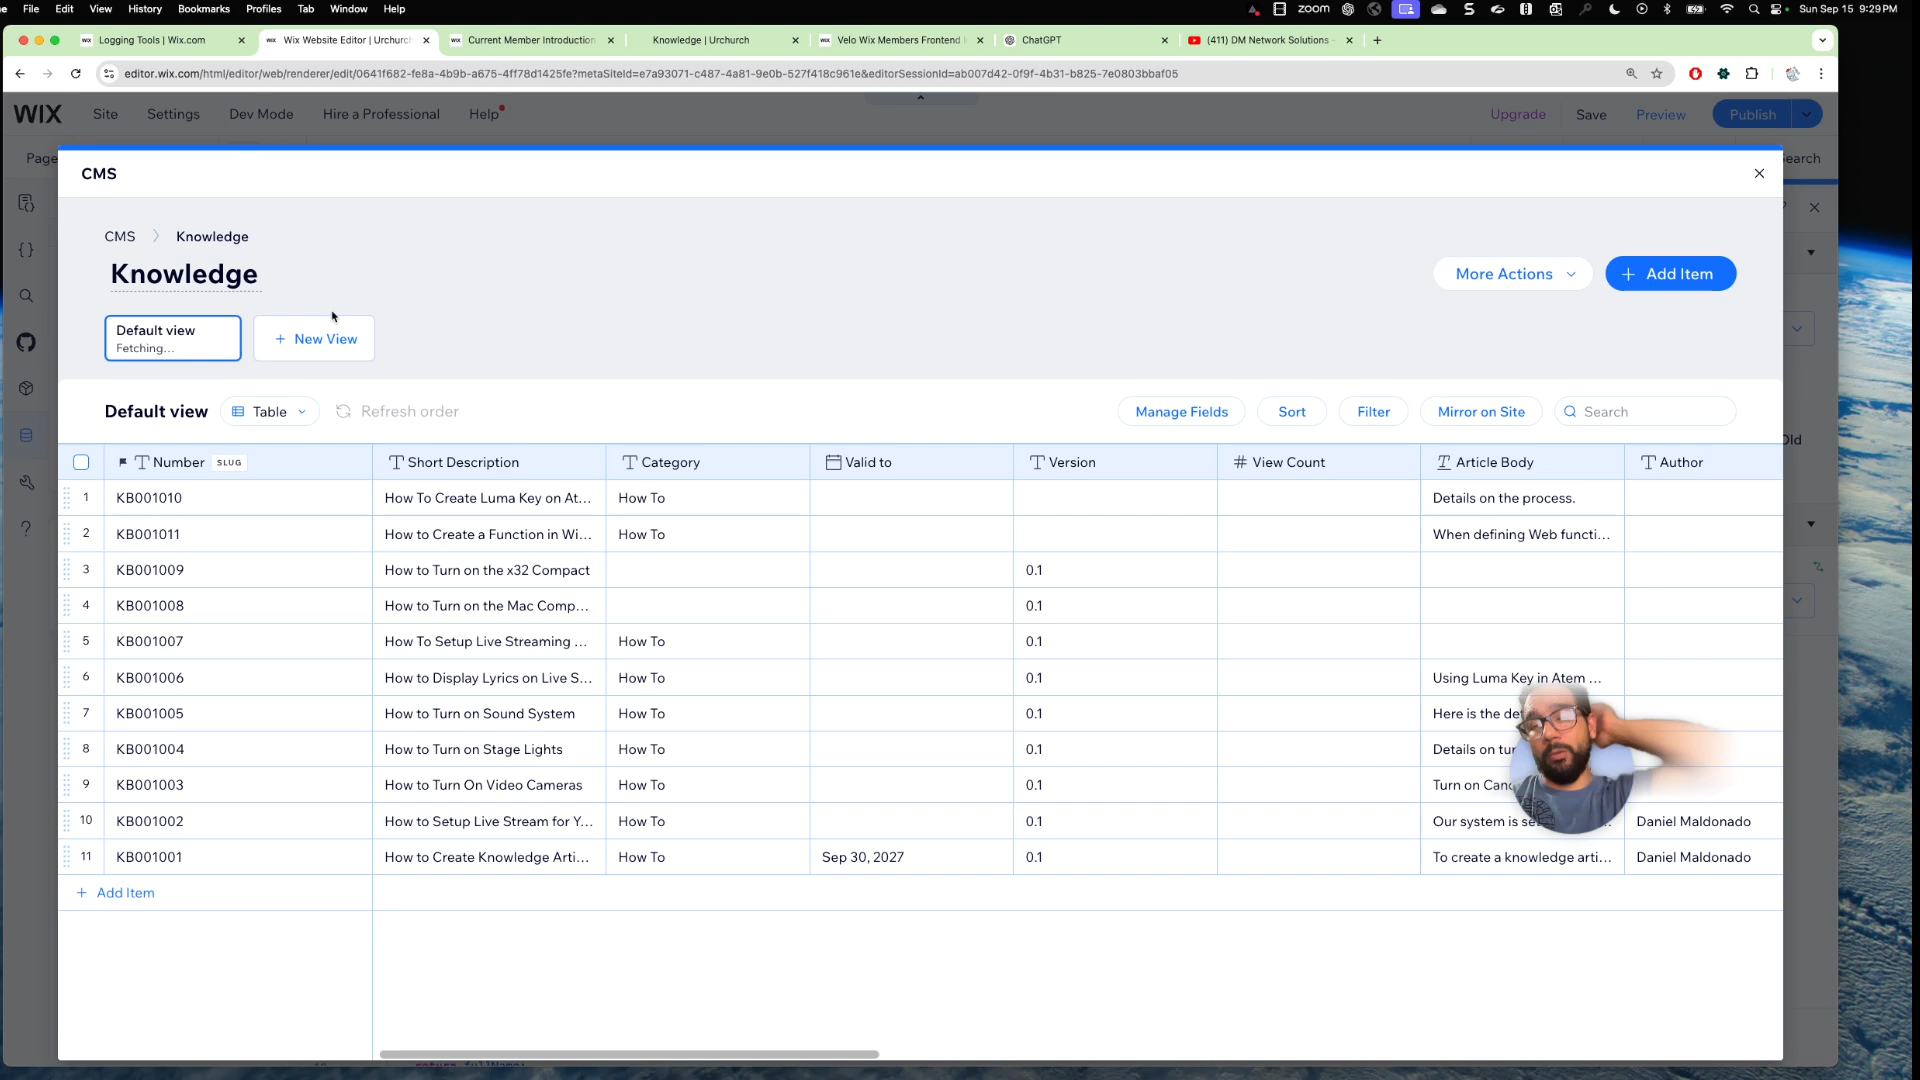 File Edit View History Bookmarks Profiles Tab Window Help
zoom
Sun Sep 15 9:29 PM
Logging Tools | Wix.com
Wix Website Editor | Urchurch
Current Member Introduction
Knowledge | Urchurch
Velo Wix Members Frontend
ChatGPT
(411) DM Network Solutions -
editor.wix.com/html/editor/web/renderer/edit/0641f682-fe8a-4b9b-a675-4ff78d1425fe?metaSiteId=e7a93071-c487-4a81-9e0b-527f418c961e&editorSessionId=ab007d42-0f9f-4b31-b825-7e0803bbaf05
WIX Site Settings Dev Mode Hire a Professional Help Upgrade Save Preview Publish
Page
earch
CMS
CMS > Knowledge
Knowledge
More Actions
+ Add Item
Default view
Fetching...
+ New View
Default view Table Refresh order Manage Fields Sort Filter Mirror on Site Search
Old
Number SLUG Short Description Category Valid to Version # View Count Article Body Author
1 KB001010 How To Create Luma Key on At... How To Details on the process.
2 KB001011 How to Create a Function in Wi... How To When defining Web functi...
3 KB001009 How to Turn on the x32 Compact 0.1
4 KB001008 How to Turn on the Mac Comp... 0.1
5 KB001007 How To Setup Live Streaming ... How To 0.1
6 KB001006 How to Display Lyrics on Live S... How To 0.1 Using Luma Key in Atem ...
7 KB001005 How to Turn on Sound System How To 0.1 Here is the det
8 KB001004 How to Turn on Stage Lights How To 0.1 Details on tur
9 KB001003 How to Turn On Video Cameras How To 0.1 Turn on Cano
10 KB001002 How to Setup Live Stream for Y... How To 0.1 Our system is se Daniel Maldonado
11 KB001001 How to Create Knowledge Arti... How To Sep 30, 2027 0.1 To create a knowledge arti... Daniel Maldonado
+ Add Item